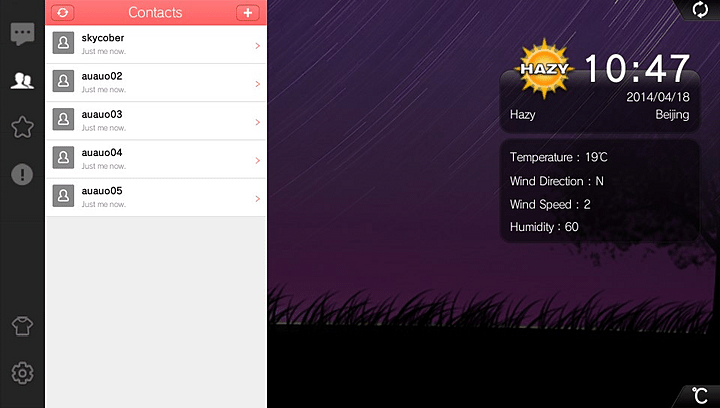 Contacts
skycober
Just me now.
auauo02
Just me now.
auauo03
Just me now.
auauo04
Just me now.
auauo05
Just me now.
HAZY
10:47
2014/04/18
Hazy Beijing
Temperature : 19℃
Wind Direction : N
Wind Speed : 2
Humidity : 60
℃